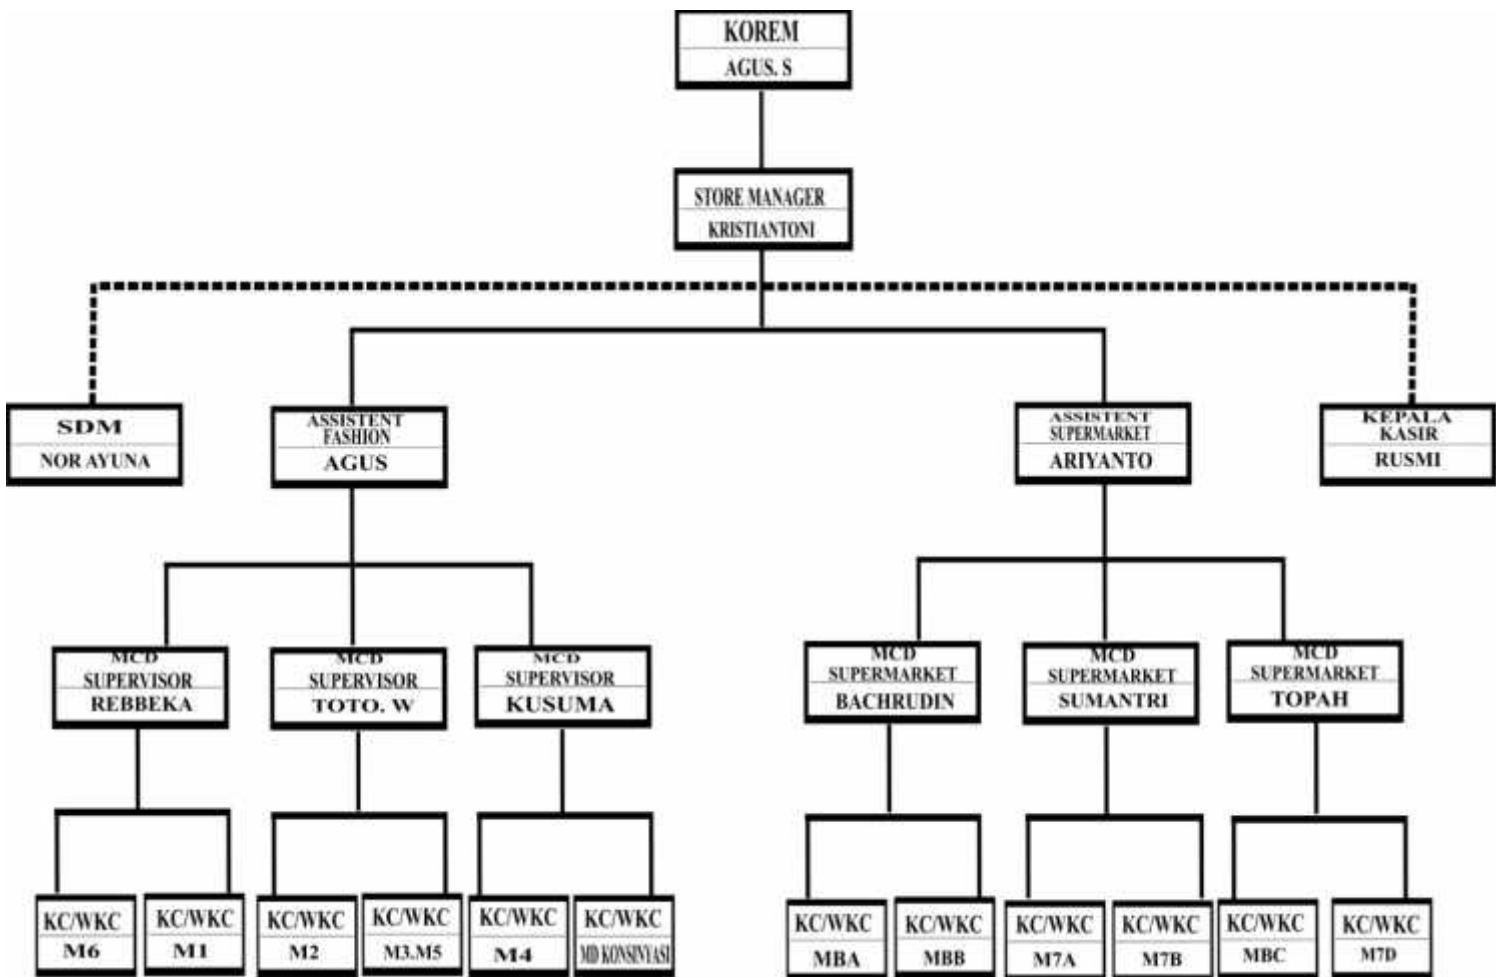 KOREM
AGUS. S
STORE MANAGER
KRISTIANTONI
SDM
NOR AYUNA
ASSISTENT
FASHION
AGUS
ASSISTENT
SUPERMARKET
ARIYANTO
KEPALA
KASIR
RUSMI
MCD
SUPERVISOR
REBBEKA
MCD
SUPERVISOR
TOTO. W
MCD
SUPERVISOR
KUSUMA
MCD
SUPERMARKET
BACHRUDIN
MCD
SUPERMARKET
SUMANTRI
MCD
SUPERMARKET
TOPAH
KC/WKC
M6
KC/WKC
M1
KC/WKC
M2
KC/WKC
M3.M5
KC/WKC
M4
KC/WKC
MD KONSINYASI
KC/WKC
MBA
KC/WKC
MBB
KC/WKC
M7A
KC/WKC
M7B
KC/WKC
MBC
KC/WKC
M7D